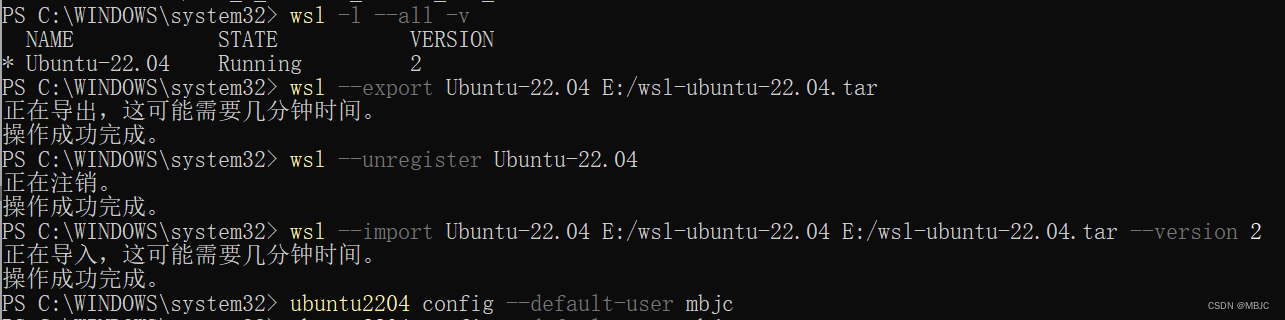 PS C:\WINDOWS\system32> wsl -l --all -v
NAME STATE VERSION
* Ubuntu-22.04 Running 2
PS C:\WINDOWS\system32> wsl --export Ubuntu-22.04 E:/wsl-ubuntu-22.04.tar
正在导出，这可能需要几分钟时间。
操作成功完成。
PS C:\WINDOWS\system32> wsl --unregister Ubuntu-22.04
正在注销。
操作成功完成。
PS C:\WINDOWS\system32> wsl --import Ubuntu-22.04 E:/wsl-ubuntu-22.04 E:/wsl-ubuntu-22.04.tar --version 2
正在导入，这可能需要几分钟时间。
操作成功完成。
PS C:\WINDOWS\system32> ubuntu2204 config --default-user mbjc
CSDN @MBJC